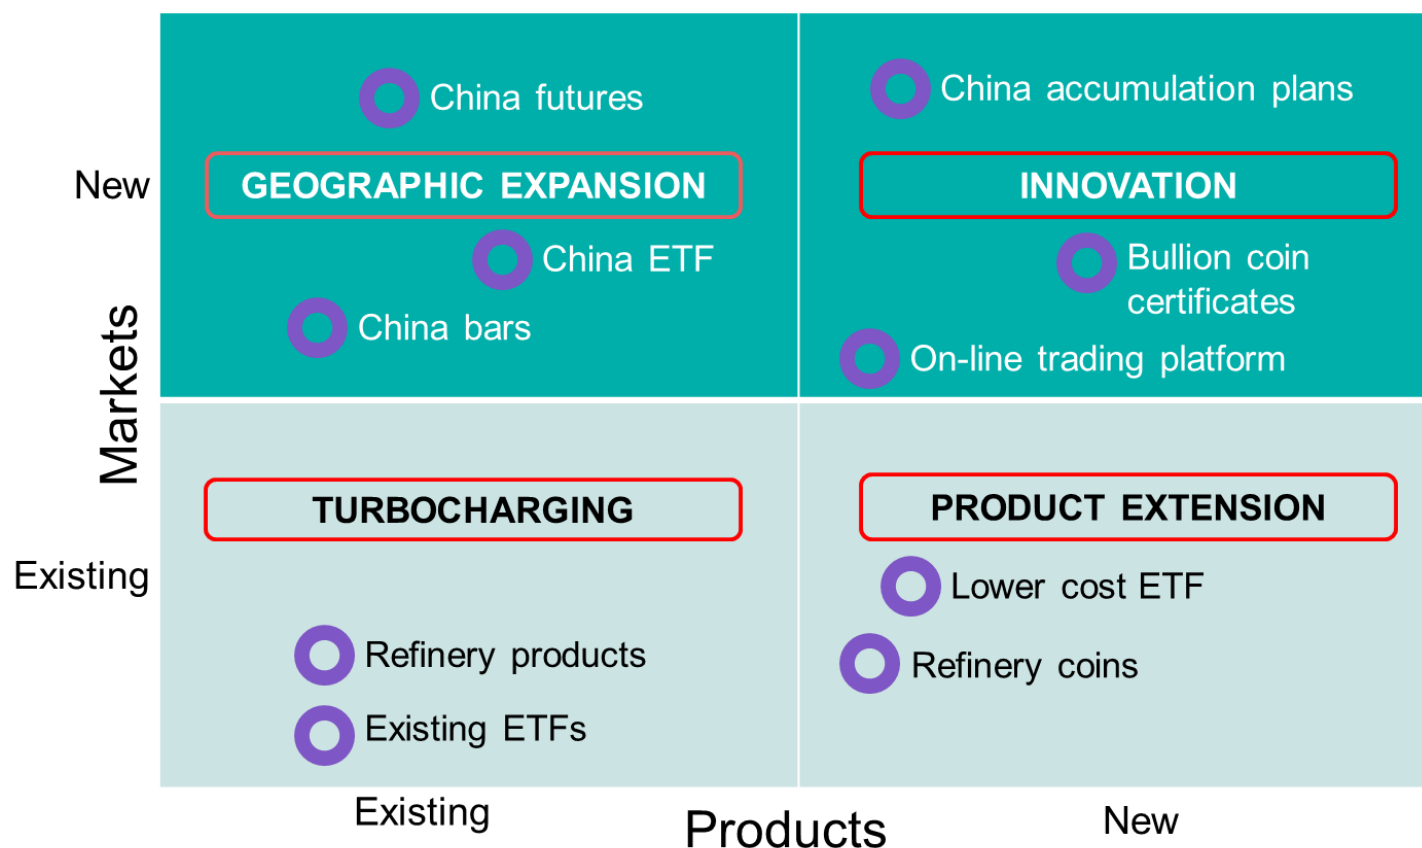 China futures
China accumulation plans
New
GEOGRAPHIC EXPANSION
INNOVATION
China ETF
Bullion coin
certificates
China bars
On-line trading platform
Markets
TURBOCHARGING
PRODUCT EXTENSION
Existing
Lower cost ETF
Refinery products
Refinery coins
Existing ETFs
Existing
Products
New